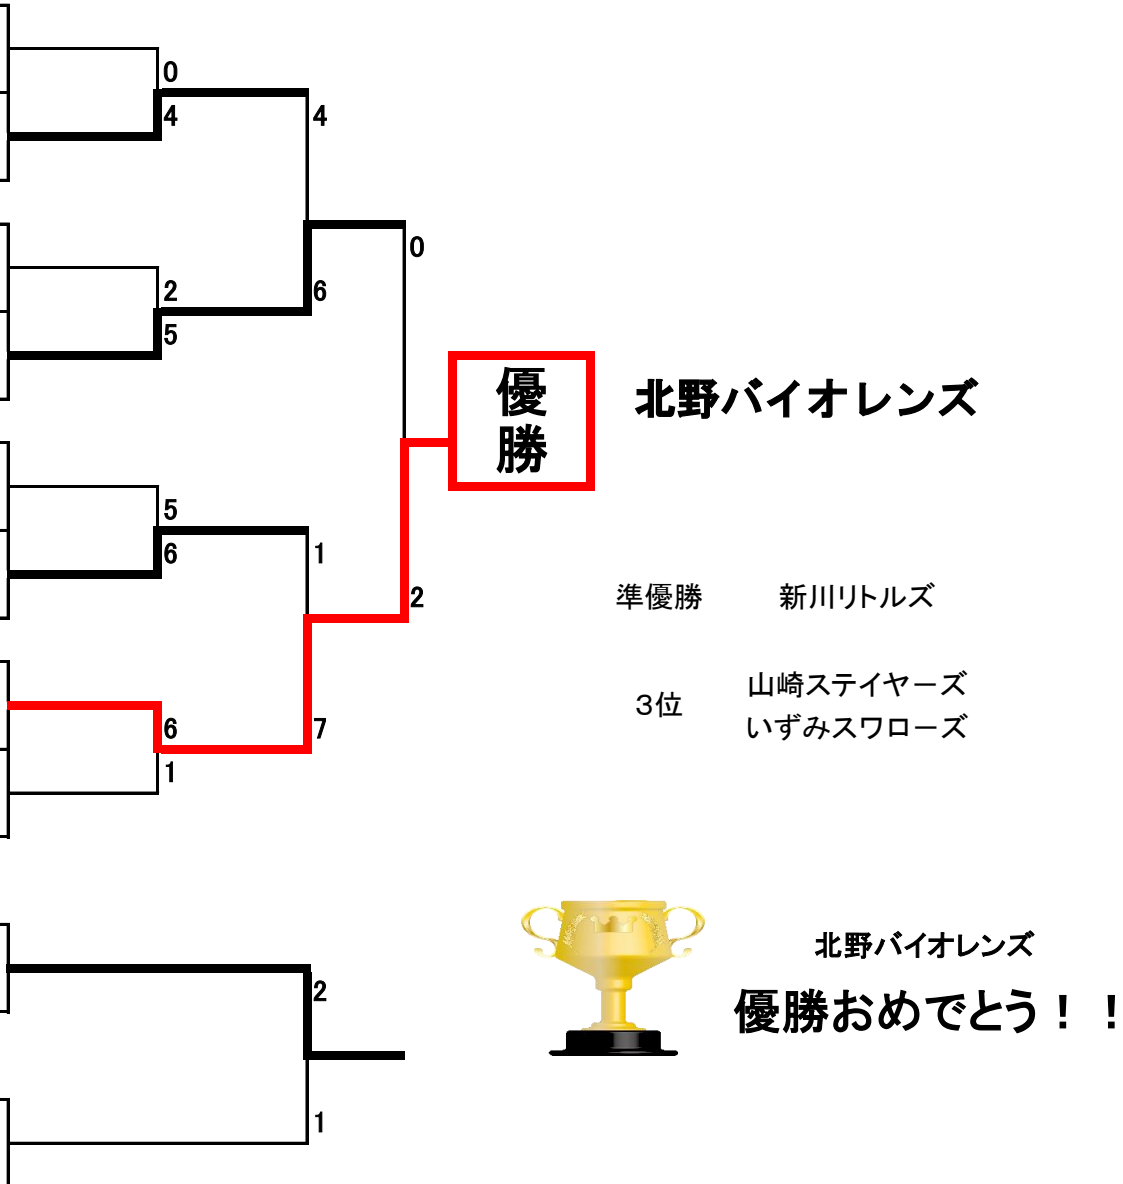 0
4
4
0
2
5
6
優
勝
北野バイオレンズ
5
6
1
2
準優勝 新川リトルズ
3位
山崎ステイヤーズ
いずみスワローズ
6
1
7
北野バイオレンズ
優勝おめでとう！！
2
1